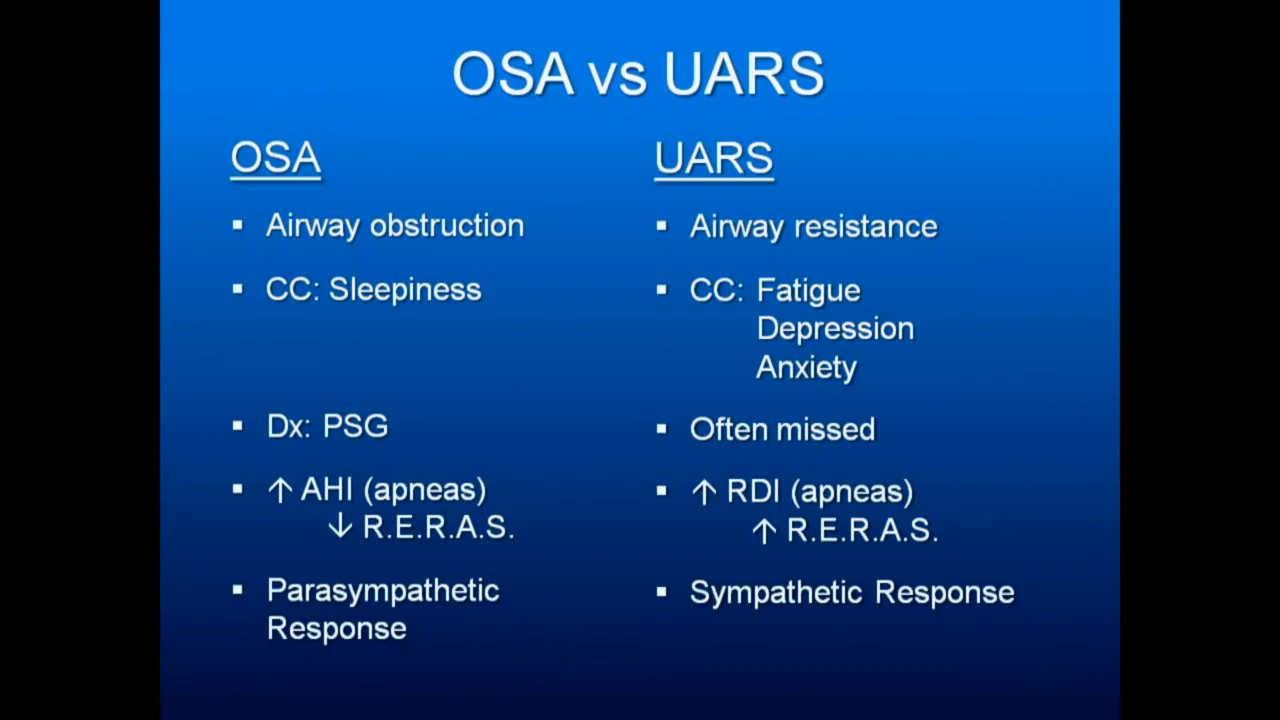 OSA vs UARS
OSA
▪ Airway obstruction
▪ CC: Sleepiness
▪ Dx: PSG
▪ ↑ AHI (apneas)
↓ R.E.R.A.S.
▪ Parasympathetic
Response
UARS
▪ Airway resistance
▪ CC: Fatigue
Depression
Anxiety
▪ Often missed
▪ ↑ RDI (apneas)
↑ R.E.R.A.S.
▪ Sympathetic Response